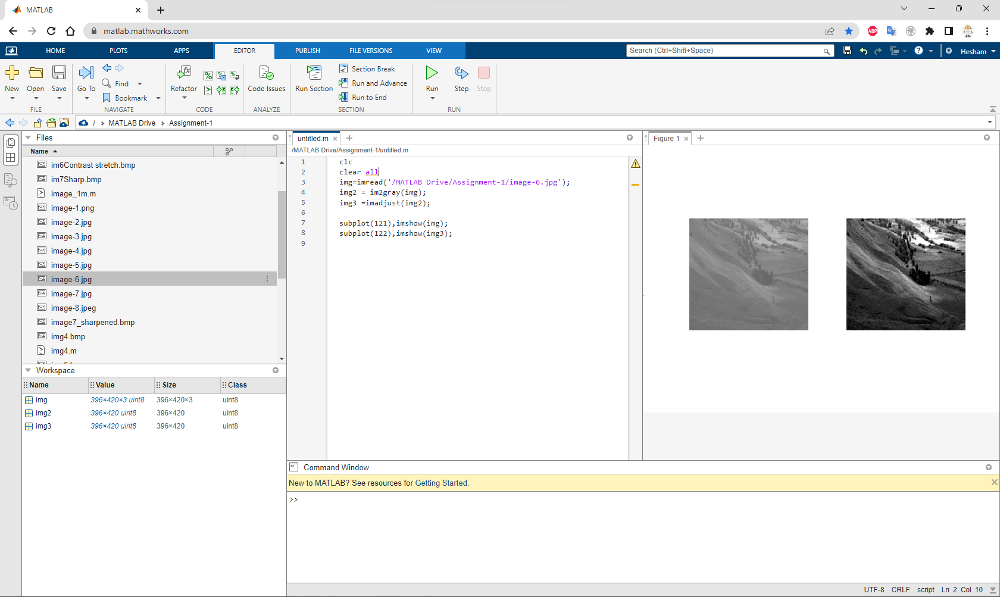 MATLAB
matlab.mathworks.com
ABP
HOME PLOTS APPS EDITOR PUBLISH FILE VERSIONS VIEW
Search (Ctrl+Shift+Space)
Hesham
New Open Save
FILE
Go To
Find
Bookmark
NAVIGATE
Refactor
CODE
Code Issues
ANALYZE
Run Section
Section Break
Run and Advance
Run to End
SECTION
Run Step Stop
RUN
/ > MATLAB Drive > Assignment-1
Files
Name
im6Contrast stretch.bmp
im7Sharp.bmp
image_1m.m
image-1.png
image-2.jpg
image-3.jpg
image-4.jpg
image-5.jpg
image-6.jpg
image-7.jpg
image-8.jpeg
image7_sharpened.bmp
img4.bmp
img4.m
Workspace
Name Value Size Class
img 396×420×3 uint8 396×420×3 uint8
img2 396×420 uint8 396×420 uint8
img3 396×420 uint8 396×420 uint8
untitled.m
/MATLAB Drive/Assignment-1/untitled.m
1 clc
2 clear all
3 img=imread('/MATLAB Drive/Assignment-1/image-6.jpg');
4 img2 = im2gray(img);
5 img3 =imadjust(img2);
6
7 subplot(121),imshow(img);
8 subplot(122),imshow(img3);
9
Figure 1
Command Window
New to MATLAB? See resources for Getting Started.
>>
UTF-8 CRLF script Ln 2 Col 10